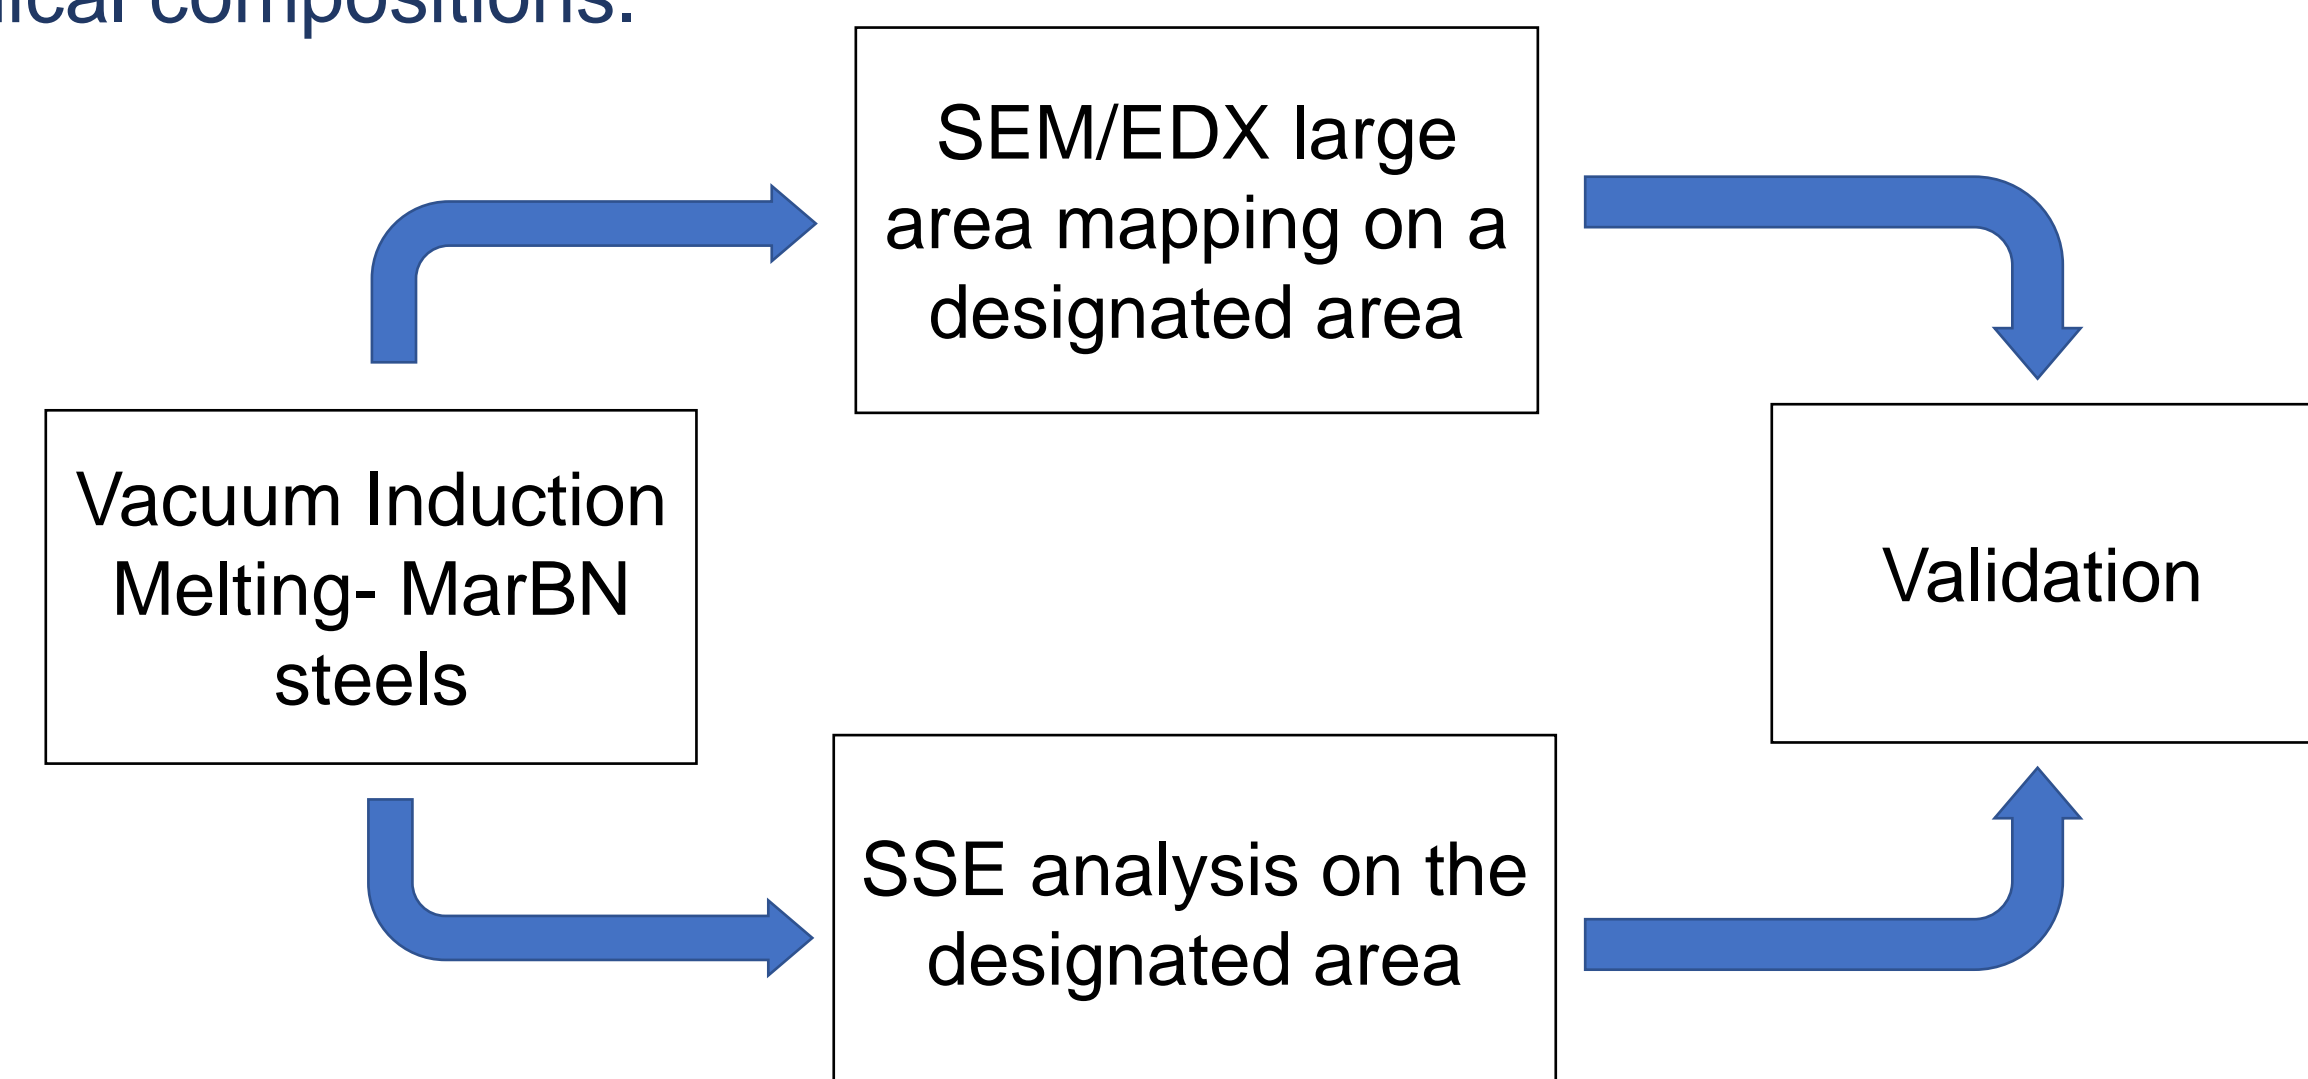 compositions.
SEM/EDX large
area mapping on a
designated area
Vacuum Induction
Melting- MarBN
steels
Validation
SSE analysis on the
designated area